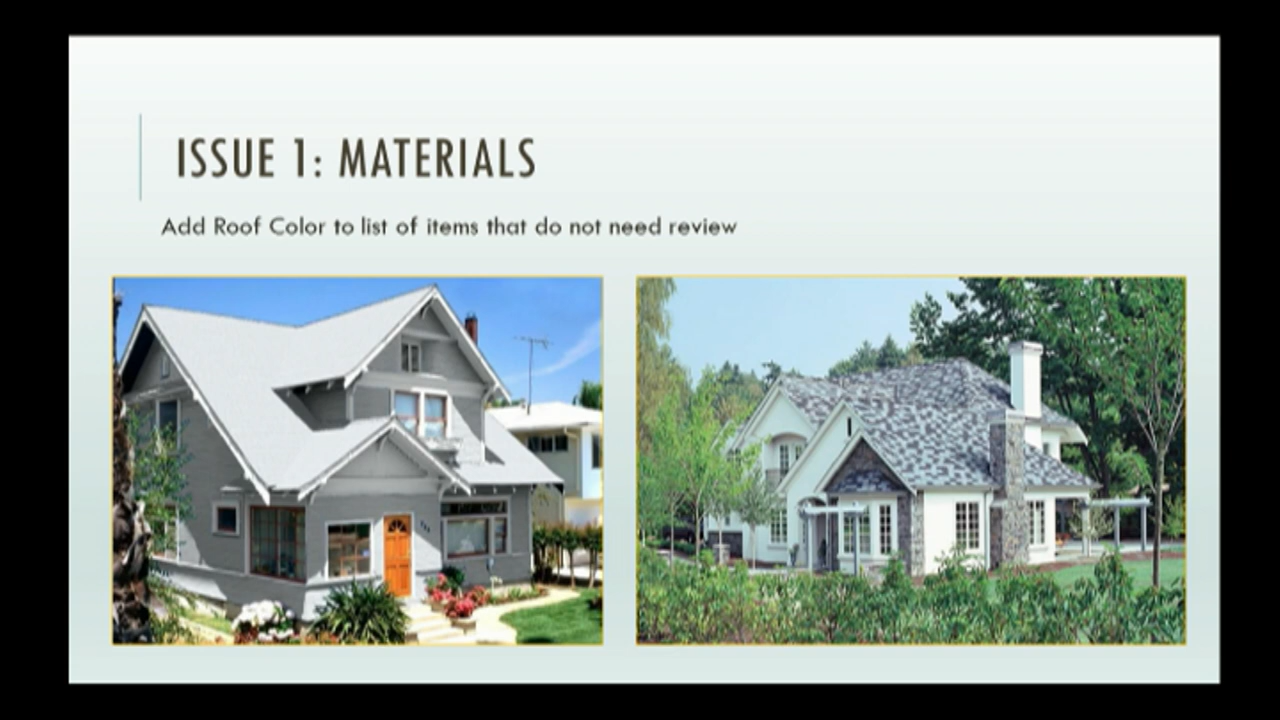 ISSUE 1: MATERIALS
Add Roof Color to list of items that do not need review